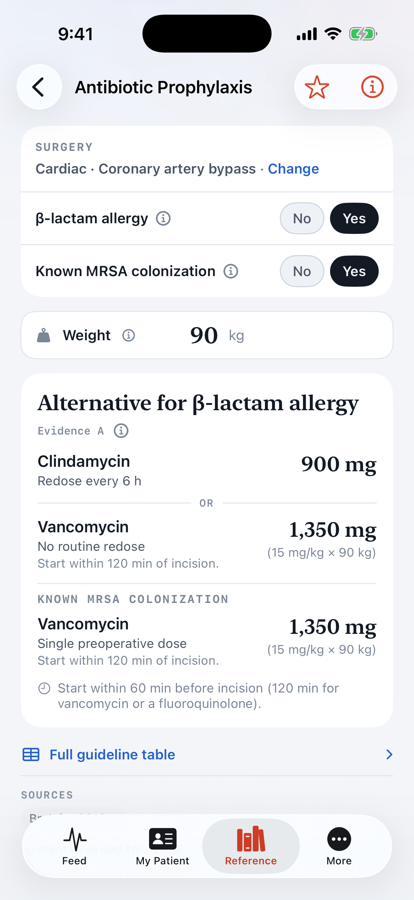 9:41
Antibiotic Prophylaxis
SURGERY
Cardiac · Coronary artery bypass · Change
β-lactam allergy
No
Yes
Known MRSA colonization
No
Yes
Weight
90 kg
Alternative for β-lactam allergy
Evidence A
Clindamycin
900 mg
Redose every 6 h
OR
Vancomycin
1,350 mg
No routine redose
(15 mg/kg × 90 kg)
Start within 120 min of incision.
KNOWN MRSA COLONIZATION
Vancomycin
1,350 mg
Single preoperative dose
(15 mg/kg × 90 kg)
Start within 120 min of incision.
Start within 60 min before incision (120 min for
vancomycin or a fluoroquinolone).
Full guideline table
SOURCES
Feed
My Patient
Reference
More